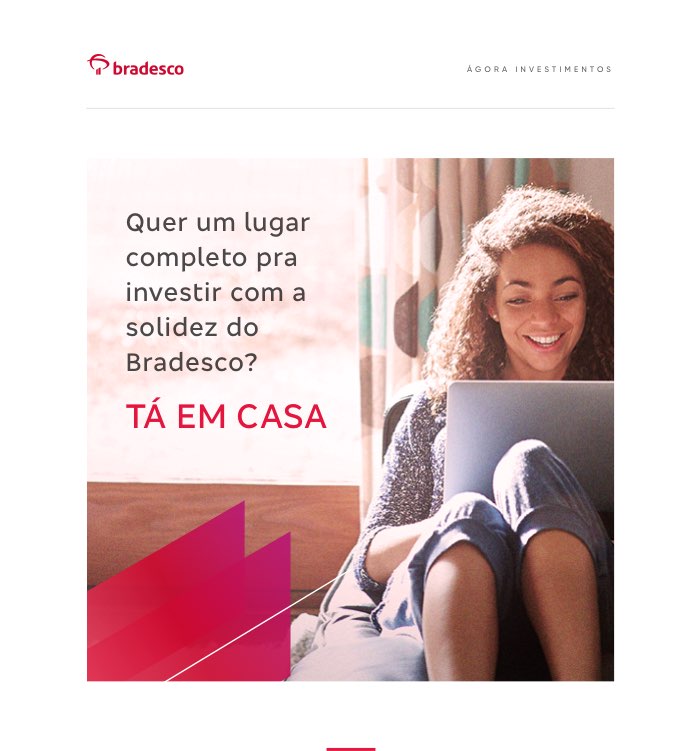 bradesco
ÁGORA INVESTIMENTOS
Quer um lugar
completo pra
investir com a
solidez do
Bradesco?
TÁ EM CASA